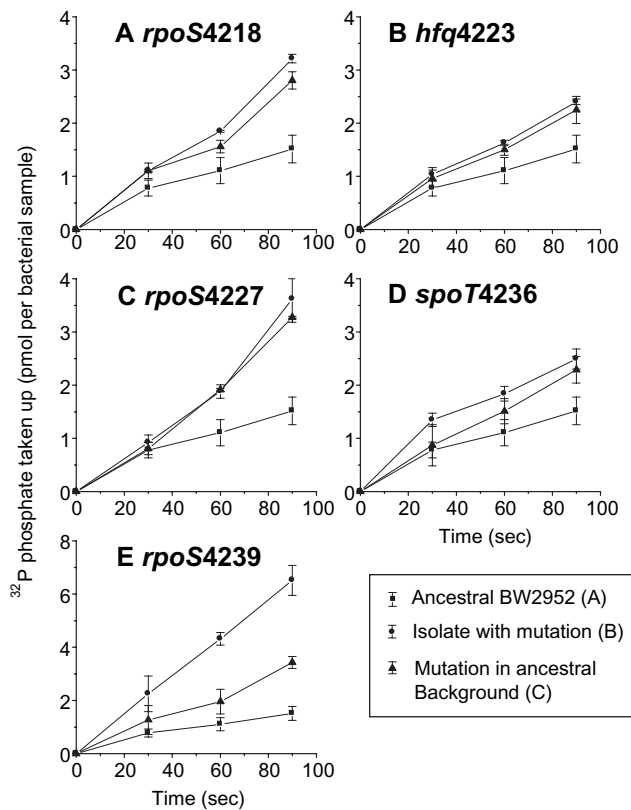 A rpoS4218
4
3
2
1
0
0 20 40 60 80 100
B hfq4223
4
3
2
1
0
0 20 40 60 80 100
C rpoS4227
4
3
2
1
0
0 20 40 60 80 100
D spoT4236
4
3
2
1
0
0 20 40 60 80 100
Time (sec)
E rpoS4239
8
6
4
2
0
0 20 40 60 80 100
Time (sec)
32P phosphate taken up (pmol per bacterial sample)
Ancestral BW2952 (A)
Isolate with mutation (B)
Mutation in ancestral
Background (C)